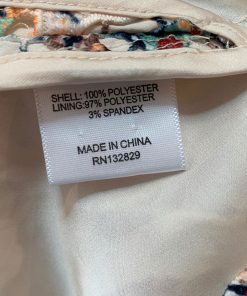 SHELL: 100% POLYESTER
LINING: 97% POLYESTER
3% SPANDEX
MADE IN CHINA
RN132829